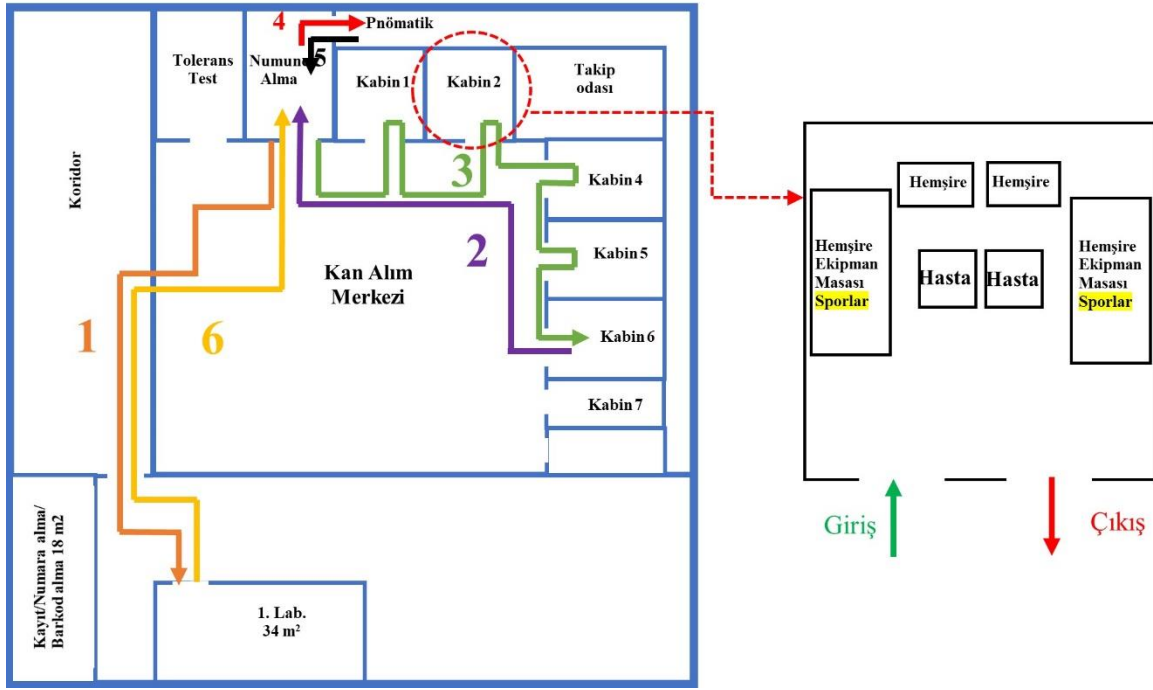 4
Pnömatik
5
Tolerans
Test
Numune
Alma
Kabin 1
Kabin 2
Takip
odası
Koridor
3
Kabin 4
2
Kabin 5
Kan Alım
Merkezi
1
6
Kabin 6
Kabin 7
Kayıt/Numara alma/
Barkod alma 18 m2
1. Lab.
34 m²
Hemşire
Hemşire
Hemşire
Ekipman
Masası
Sporlar
Hasta
Hasta
Hemşire
Ekipman
Masası
Sporlar
Giriş
Çıkış